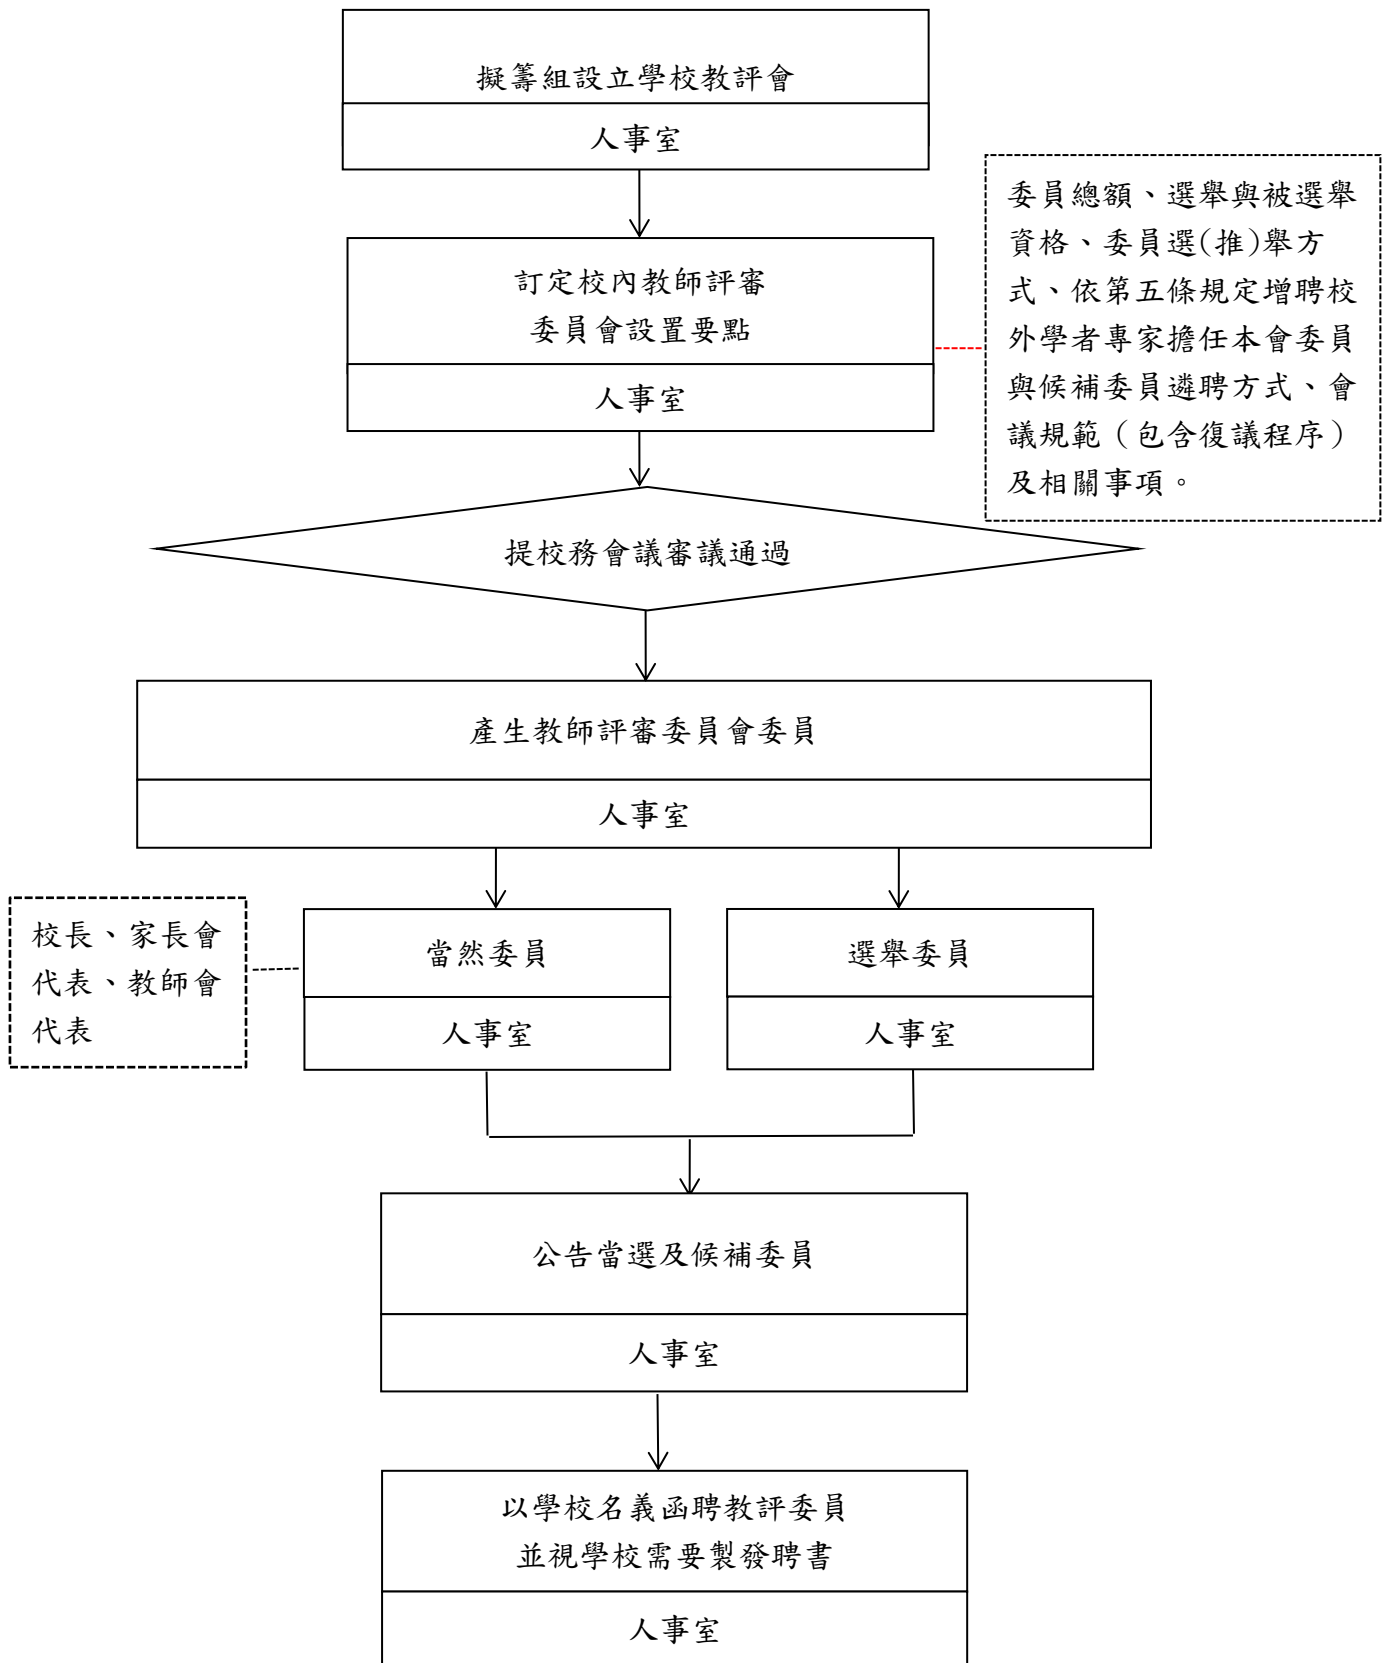 擬籌組設立學校教評會
人事室
訂定校內教師評審
委員會設置要點
人事室
委員總額、選舉與被選舉
資格、委員選(推)舉方
式、依第五條規定增聘校
外學者專家擔任本會委員
與候補委員遴聘方式、會
議規範（包含復議程序）
及相關事項。
提校務會議審議通過
產生教師評審委員會委員
人事室
校長、家長會
代表、教師會
代表
當然委員
人事室
選舉委員
人事室
公告當選及候補委員
人事室
以學校名義函聘教評委員
並視學校需要製發聘書
人事室